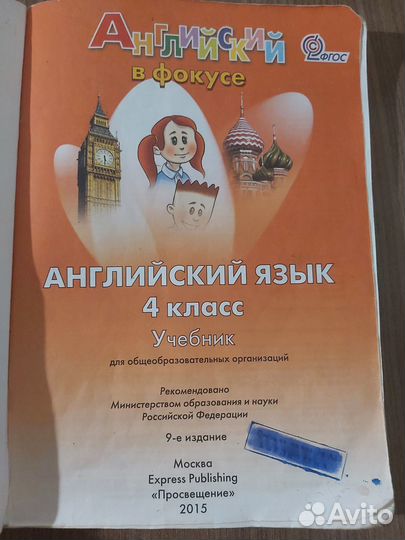 Английский
в фокусе
ФГОС
АНГЛИЙСКИЙ ЯЗЫК
4 класс
Учебник
для общеобразовательных организаций
Рекомендовано
Министерством образования и науки
Российской Федерации
9-е издание
Москва
Express Publishing
«Просвещение»
2015
Avito